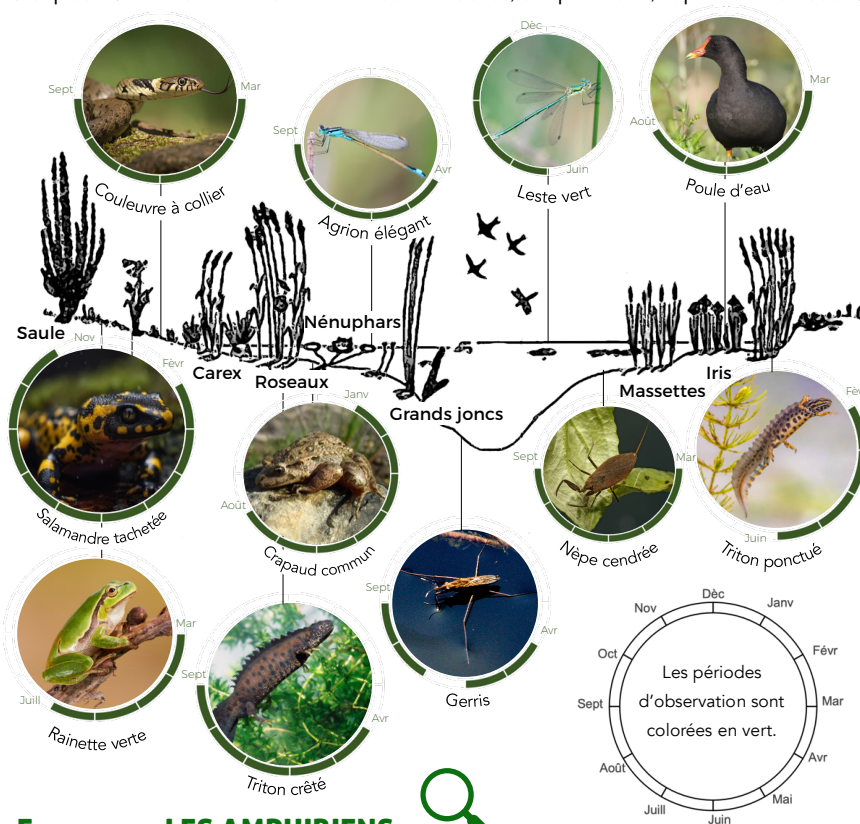 Dèc
Sept
Mar
Couleuvre à collier
Sept
Avr
Agrion élégant
Juin
Leste vert
Mar
Août
Poule d'eau
Saule
Carex
Roseaux
Nénuphars
Grands joncs
Massettes
Iris
Nov
Févr
Salamandre tachetée
Janv
Août
Crapaud commun
Sept
Mar
Nèpe cendrée
Juin
Triton ponctué
Mar
Juill
Rainette verte
Sept
Avr
Triton crêté
Sept
Avr
Gerris
Dèc
Janv
Févr
Mar
Avr
Mai
Juin
Juill
Août
Sept
Oct
Nov
Les périodes
d'observation sont
colorées en vert.
LES AMPHIBIENS